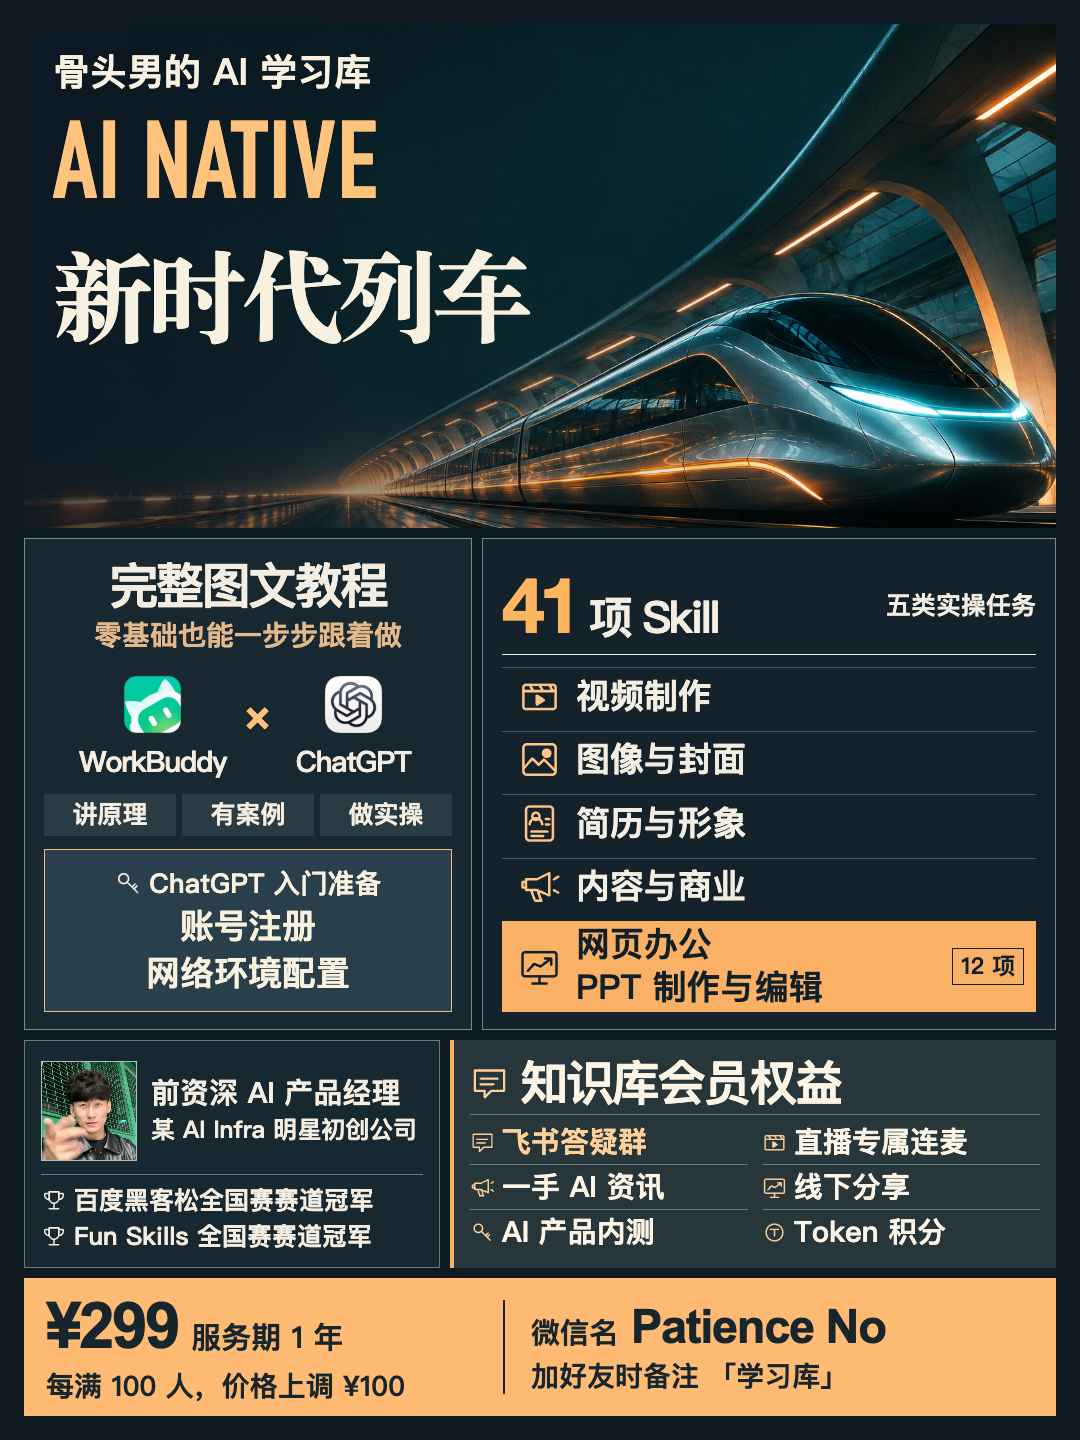 骨头男的 AI 学习库
AI NATIVE
新时代列车
完整图文教程
零基础也能一步步跟着做
WorkBuddy × ChatGPT
讲原理 有案例 做实操
ChatGPT 入门准备
账号注册
网络环境配置
41 项 Skill 五类实操任务
视频制作
图像与封面
简历与形象
内容与商业
网页办公
PPT 制作与编辑 12 项
前资深 AI 产品经理
某 AI Infra 明星初创公司
百度黑客松全国赛赛道冠军
Fun Skills 全国赛赛道冠军
知识库会员权益
飞书答疑群 直播专属连麦
一手 AI 资讯 线下分享
AI 产品内测 Token 积分
¥299 服务期 1 年
每满 100 人，价格上调 ¥100
微信名 Patience No
加好友时备注 「学习库」